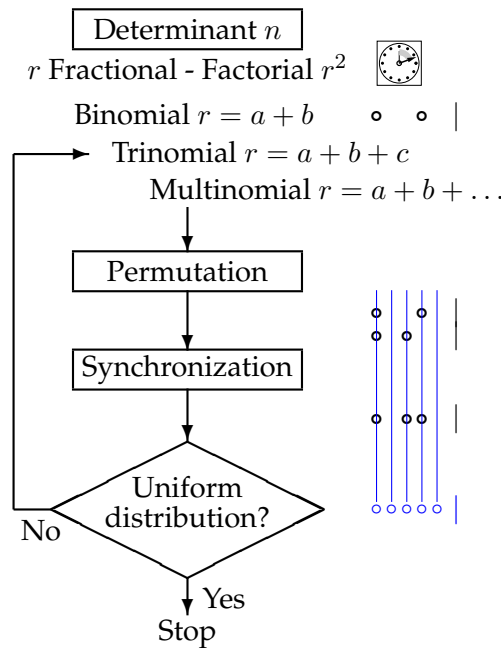 Determinant n
r Fractional - Factorial r²
Binomial r = a + b
Trinomial r = a + b + c
Multinomial r = a + b + . . .
Permutation
Synchronization
Uniform
distribution?
No
Yes
Stop